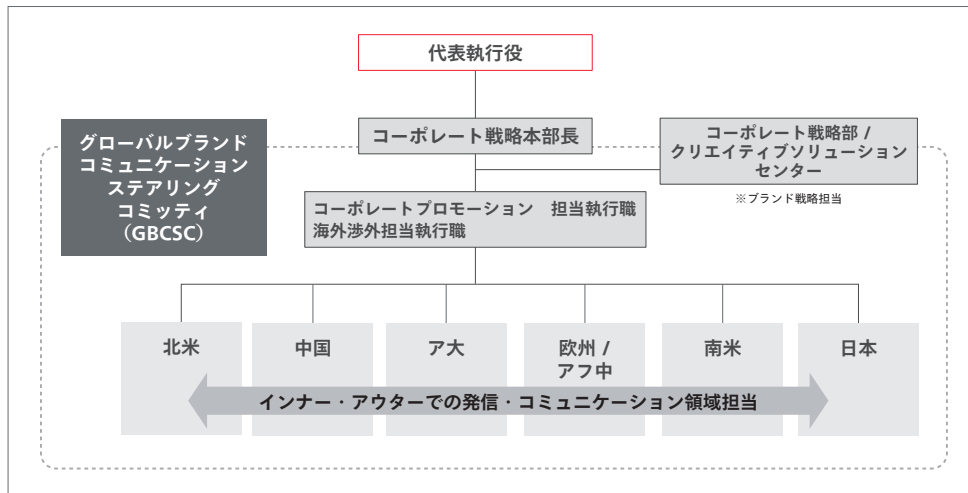 代表執行役
グローバルブランド
コミュニケーション
ステアリング
コミッティ
（GBCSC）
コーポレート戦略本部長
コーポレート戦略部 /
クリエイティブソリューション
センター
※ブランド戦略担当
コーポレートプロモーション　担当執行職
海外渉外担当執行職
北米
中国
ア大
欧州 /
アフ中
南米
日本
インナー・アウターでの発信・コミュニケーション領域担当